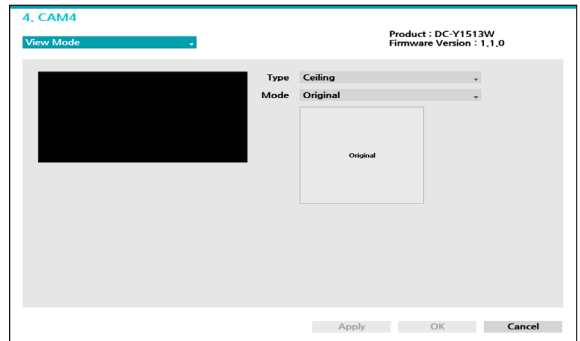 4. CAM4
View Mode
Product : DC-Y1513W
Firmware Version : 1.1.0
Type Ceiling
Mode Original
Original
Apply OK Cancel